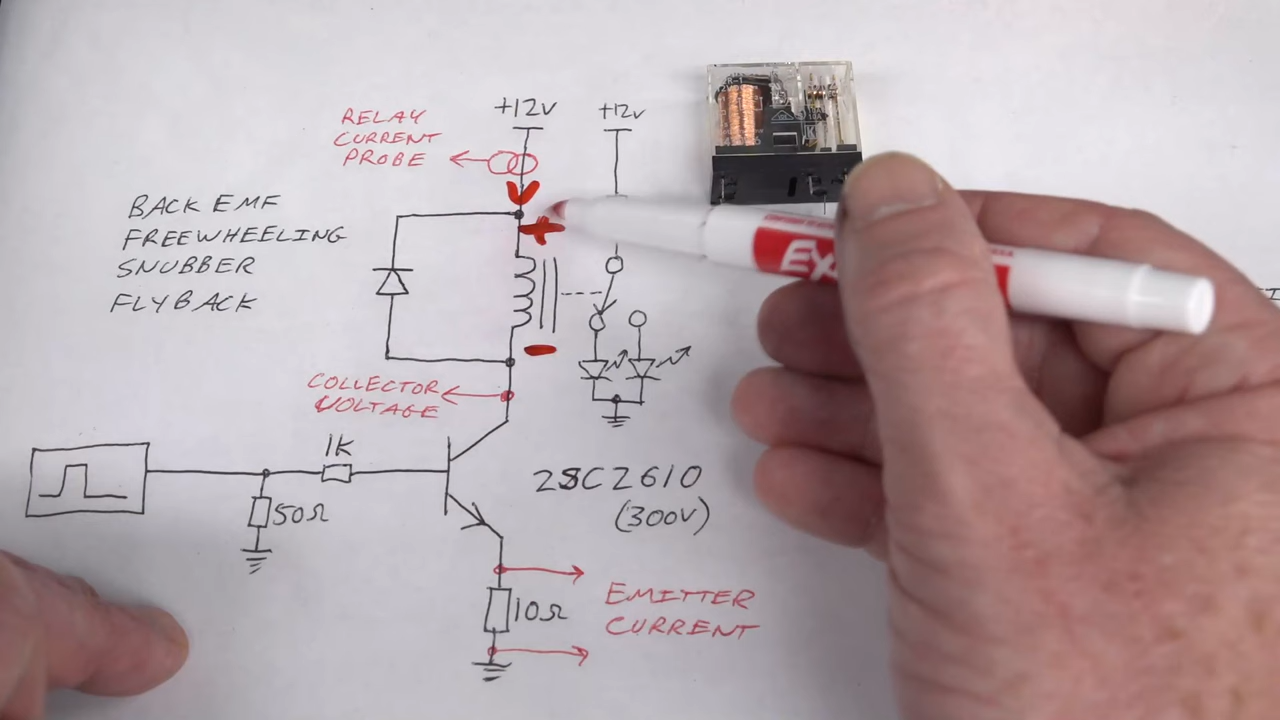 +12V
+12V
RELAY
CURRENT
PROBE
BACK EMF
FREEWHEELING
SNUBBER
FLYBACK
+
-
COLLECTOR
VOLTAGE
1K
50Ω
2SC2610
(300V)
10Ω
EMITTER
CURRENT